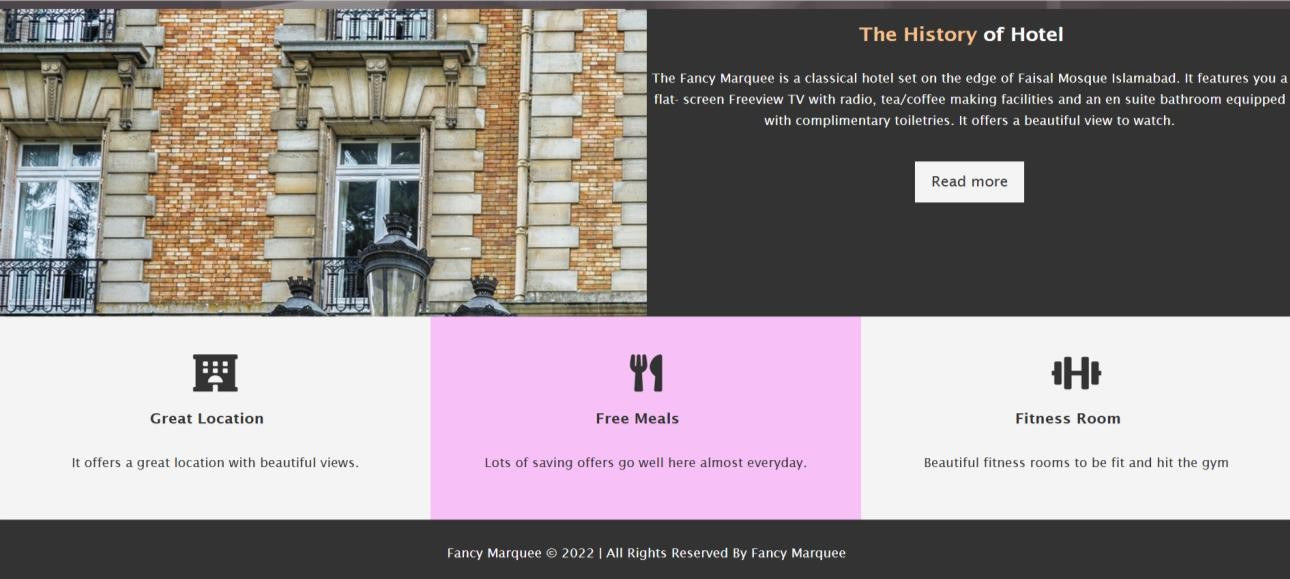 The History of Hotel
The Fancy Marquee is a classical hotel set on the edge of Faisal Mosque Islamabad. It features you a
flat- screen Freeview TV with radio, tea/coffee making facilities and an en suite bathroom equipped
with complimentary toiletries. It offers a beautiful view to watch.
Read more
Great Location
It offers a great location with beautiful views.
Free Meals
Lots of saving offers go well here almost everyday.
Fitness Room
Beautiful fitness rooms to be fit and hit the gym
Fancy Marquee © 2022 | All Rights Reserved By Fancy Marquee